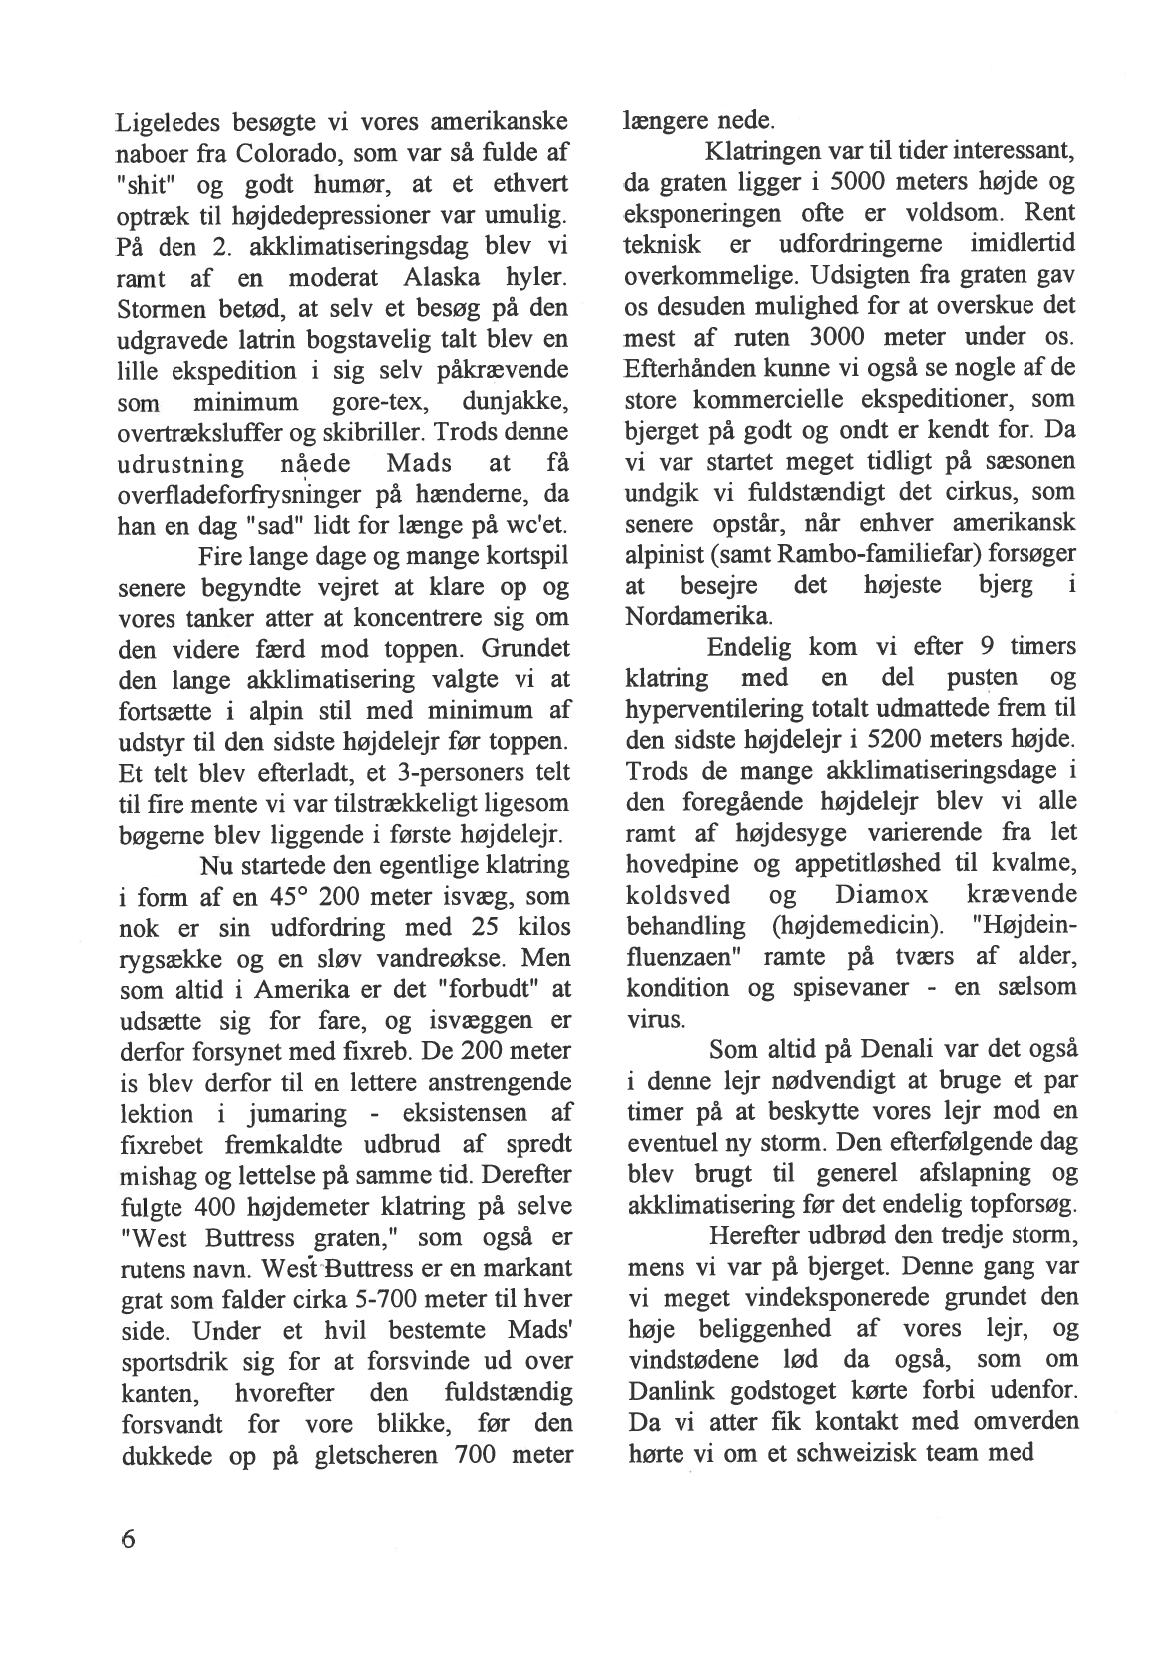 Ligeledes besøgte vi vores amerikanske
naboer fra Colorado, som var så fulde af
"shit" og godt humør, at et ethvert
optræk til højdedepressioner var umulig.
På den 2. akklimatiseringsdag blev vi
ramt af en moderat Alaska hyler.
Stormen betød, at selv et besøg på den
udgravede latrin bogstavelig talt blev en
lille ekspedition i sig selv påkrævende
som minimum gore-tex, dunjakke,
overtræksluffer og skibriller. Trods denne
udrustning nåede Mads at få
overfladeforfrysninger på hænderne, da
han en dag "sad" lidt for længe på wc'et.
Fire lange dage og mange kortspil
senere begyndte vejret at klare op og
vores tanker atter at koncentrere sig om
den videre færd mod toppen. Grundet
den lange akklimatisering valgte vi at
fortsætte i alpin stil med minimum af
udstyr til den sidste højdelejr før toppen.
Et telt blev efterladt, et 3-personers telt
til fire mente vi var tilstrækkeligt ligesom
bøgerne blev liggende i første højdelejr.
Nu startede den egentlige klatring
i form af en 45° 200 meter isvæg, som
nok er sin udfordring med 25 kilos
rygsække og en sløv vandreøkse. Men
som altid i Amerika er det "forbudt" at
udsætte sig for fare, og isvæggen er
derfor forsynet med fixreb. De 200 meter
is blev derfor til en lettere anstrengende
lektion i jumaring - eksistensen af
fixrebet fremkaldte udbrud af spredt
mishag og lettelse på samme tid. Derefter
fulgte 400 højdemeter klatring på selve
"West Buttress graten," som også er
rutens navn. West Buttress er en markant
grat som falder cirka 5-700 meter til hver
side. Under et hvil bestemte Mads'
sportsdrik sig for at forsvinde ud over
kanten, hvorefter den fuldstændig
forsvandt for vore blikke, før den
dukkede op på gletscheren 700 meter
længere nede.
Klatringen var til tider interessant,
da graten ligger i 5000 meters højde og
eksponeringen ofte er voldsom. Rent
teknisk er udfordringerne imidlertid
overkommelige. Udsigten fra graten gav
os desuden mulighed for at overskue det
mest af ruten 3000 meter under os.
Efterhånden kunne vi også se nogle af de
store kommercielle ekspeditioner, som
bjerget på godt og ondt er kendt for. Da
vi var startet meget tidligt på sæsonen
undgik vi fuldstændigt det cirkus, som
senere opstår, når enhver amerikansk
alpinist (samt Rambo-familiefar) forsøger
at besejre det højeste bjerg i
Nordamerika.
Endelig kom vi efter 9 timers
klatring med en del pusten og
hyperventilering totalt udmattede frem til
den sidste højdelejr i 5200 meters højde.
Trods de mange akklimatiseringsdage i
den foregående højdelejr blev vi alle
ramt af højdesyge varierende fra let
hovedpine og appetitløshed til kvalme,
koldsved og Diamox krævende
behandling (højdemedicin). "Højdein-
fluenzaen" ramte på tværs af alder,
kondition og spisevaner - en sælsom
virus.
Som altid på Denali var det også
i denne lejr nødvendigt at bruge et par
timer på at beskytte vores lejr mod en
eventuel ny storm. Den efterfølgende dag
blev brugt til generel afslapning og
akklimatisering før det endelig topforsøg.
Herefter udbrød den tredje storm,
mens vi var på bjerget. Denne gang var
vi meget vindeksponerede grundet den
høje beliggenhed af vores lejr, og
vindstødene lød da også, som om
Danlink godstoget kørte forbi udenfor.
Da vi atter fik kontakt med omverden
hørte vi om et schweizisk team med
6